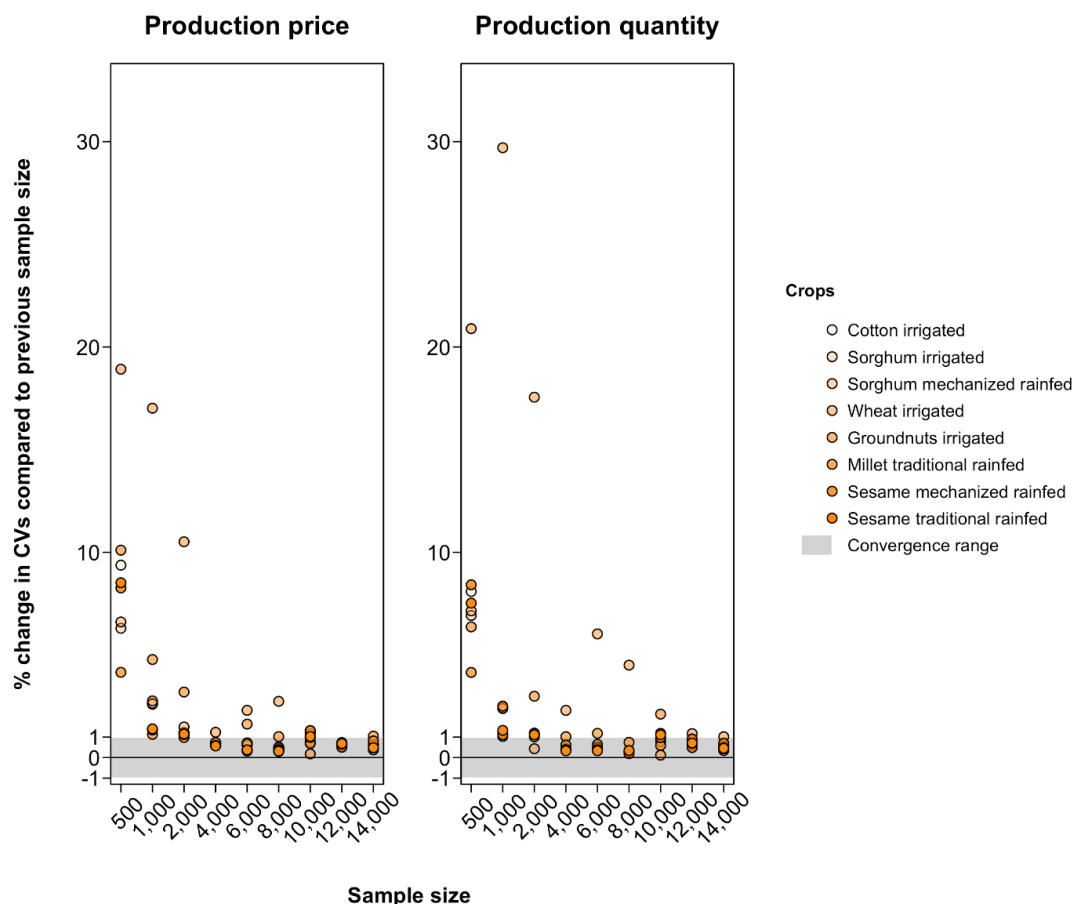 Production price
Production quantity
% change in CVs compared to previous sample size
30
20
10
1
0
-1
500
1,000
2,000
4,000
6,000
8,000
10,000
12,000
14,000
30
20
10
1
0
-1
500
1,000
2,000
4,000
6,000
8,000
10,000
12,000
14,000
Sample size
Crops
Cotton irrigated
Sorghum irrigated
Sorghum mechanized rainfed
Wheat irrigated
Groundnuts irrigated
Millet traditional rainfed
Sesame mechanized rainfed
Sesame traditional rainfed
Convergence range